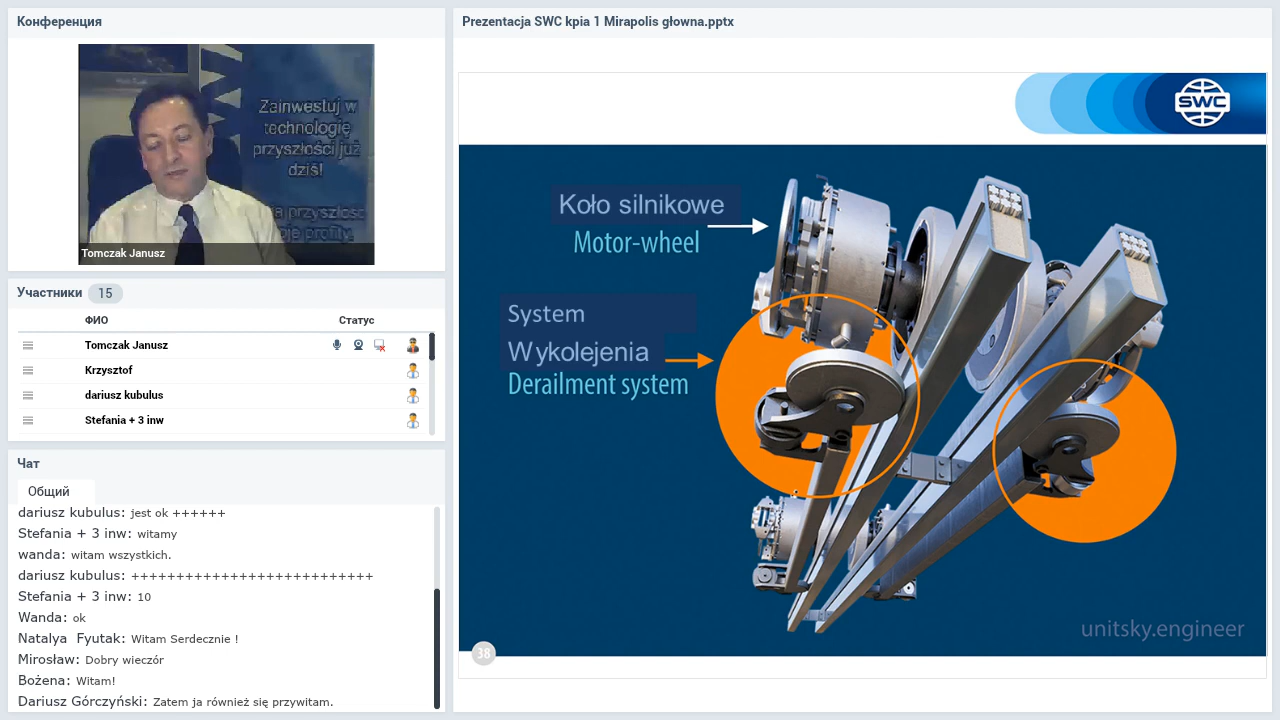 Конференция
Zainwestuj w
technologię
przyszłości już
dziś!
Tomczak Janusz
Участники 15
ФИО Статус
Tomczak Janusz
Krzysztof
dariusz kubulus
Stefania + 3 inw
Чат
Общий
dariusz kubulus: jest ok ++++++
Stefania + 3 inw: witamy
wanda: witam wszystkich.
dariusz kubulus: +++++++++++++++++++++++++++
Stefania + 3 inw: 10
Wanda: ok
Natalya Fyutak: Witam Serdecznie !
Mirosław: Dobry wieczór
Bożena: Witam!
Dariusz Górczyński: Zatem ja również się przywitam.
Prezentacja SWC kpia 1 Mirapolis głowna.pptx
SWC
Koło silnikowe
Motor-wheel
System
Wykolejenia
Derailment system
unitsky.engineer
38